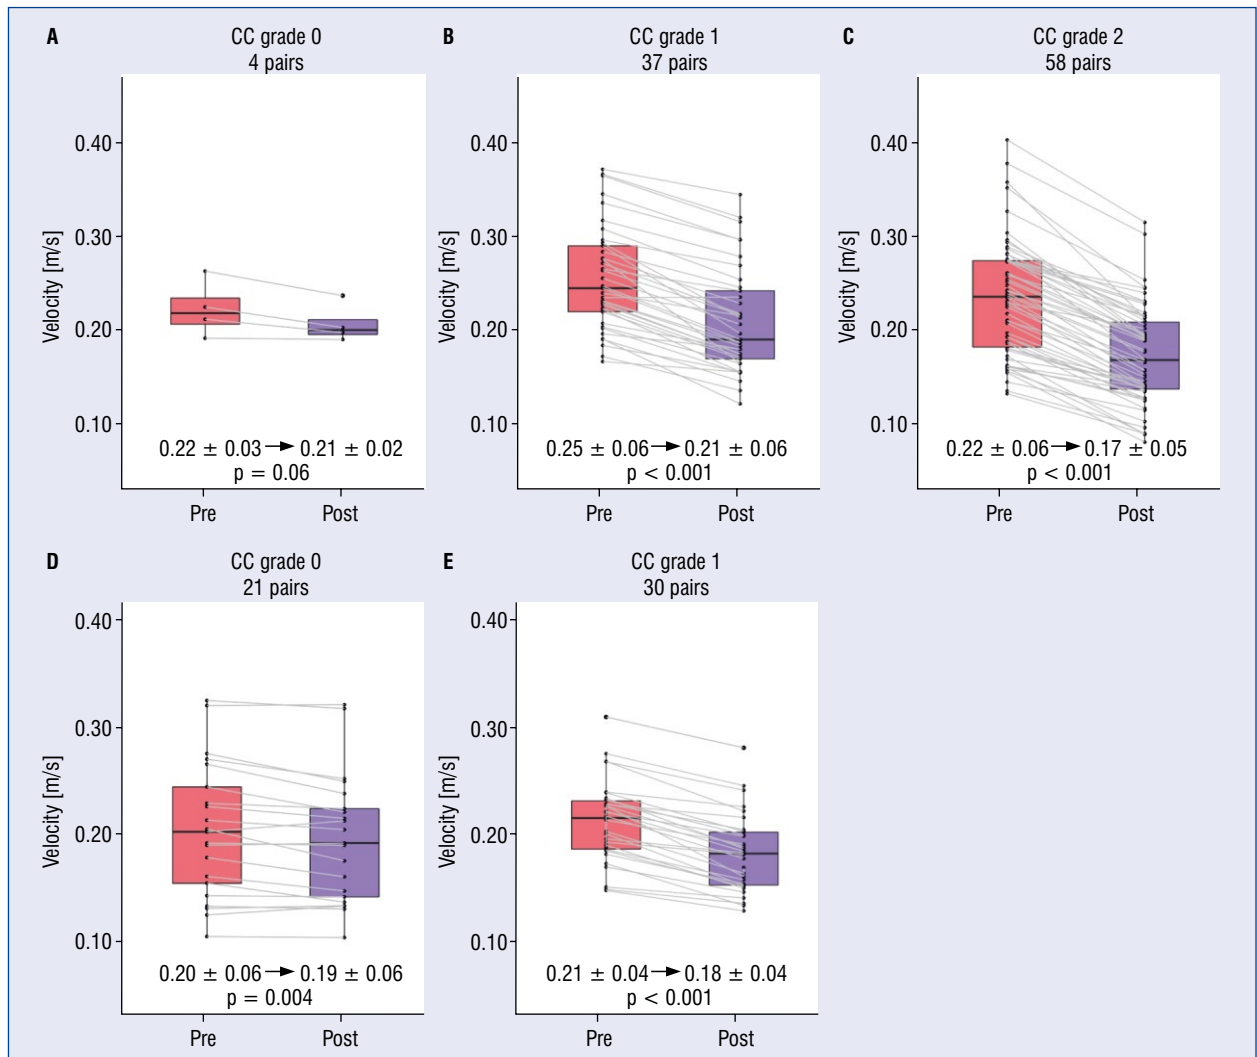 A
CC grade 0
4 pairs
Velocity [m/s]
0.40
0.30
0.20
0.10
0.22 ± 0.03 → 0.21 ± 0.02
p = 0.06
Pre Post
B
CC grade 1
37 pairs
Velocity [m/s]
0.40
0.30
0.20
0.10
0.25 ± 0.06 → 0.21 ± 0.06
p < 0.001
Pre Post
C
CC grade 2
58 pairs
Velocity [m/s]
0.40
0.30
0.20
0.10
0.22 ± 0.06 → 0.17 ± 0.05
p < 0.001
Pre Post
D
CC grade 0
21 pairs
Velocity [m/s]
0.40
0.30
0.20
0.10
0.20 ± 0.06 → 0.19 ± 0.06
p = 0.004
Pre Post
E
CC grade 1
30 pairs
Velocity [m/s]
0.40
0.30
0.20
0.10
0.21 ± 0.04 → 0.18 ± 0.04
p < 0.001
Pre Post